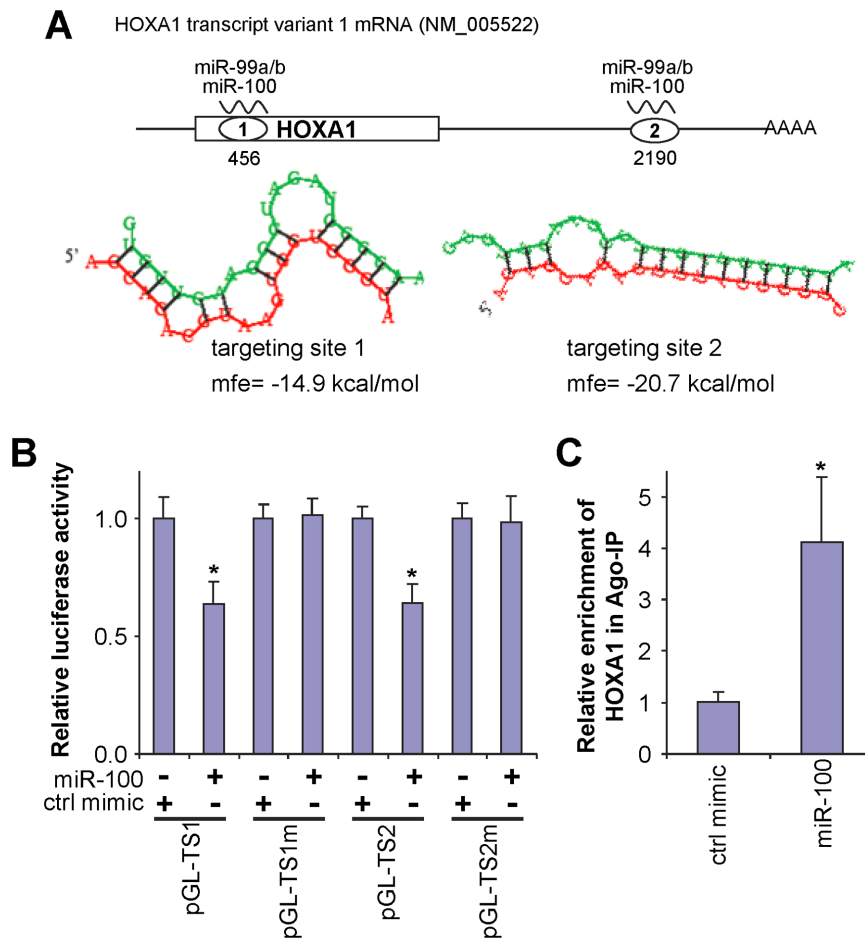 A
HOXA1 transcript variant 1 mRNA (NM_005522)
miR-99a/b
miR-100
miR-99a/b
miR-100
1 HOXA1
2
AAAA
456
2190
5'
targeting site 1
mfe= -14.9 kcal/mol
targeting site 2
mfe= -20.7 kcal/mol
B
Relative luciferase activity
1.0
0.5
0.0
*
*
miR-100 - + - + - + - +
ctrl mimic + - + - + - + -
pGL-TS1
pGL-TS1m
pGL-TS2
pGL-TS2m
C
Relative enrichment of
HOXA1 in Ago-IP
5
4
3
2
1
0
*
ctrl mimic
miR-100